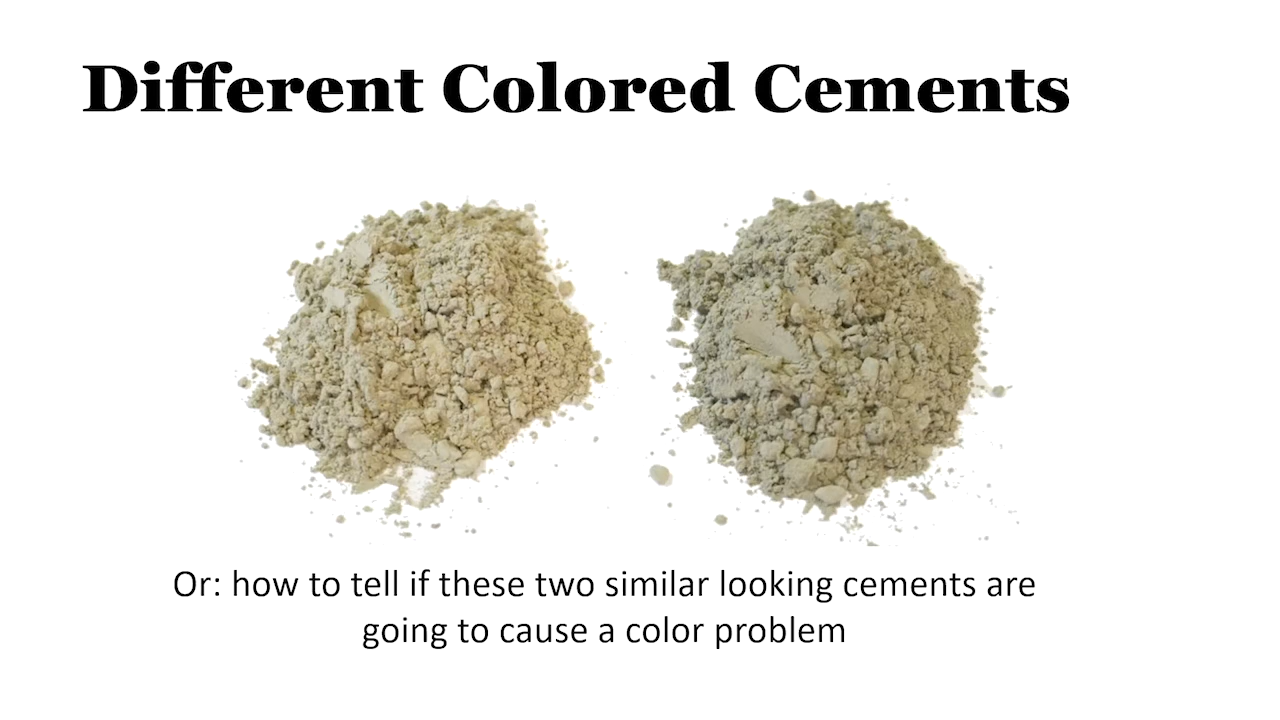 Different Colored Cements
Or: how to tell if these two similar looking cements are
going to cause a color problem